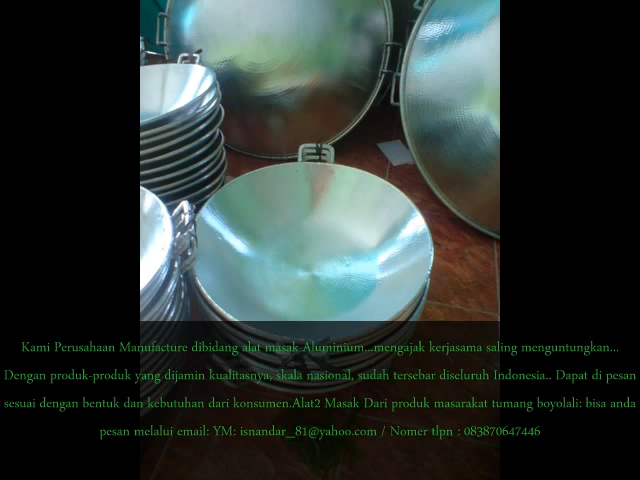 Kami Perusahaan Manufacture dibidang alat masak Aluminium...mengajak kerjasama saling menguntungkan...
Dengan produk-produk yang dijamin kualitasnya, skala nasional, sudah tersebar diseluruh Indonesia.. Dapat di pesan
sesuai dengan bentuk dan kebutuhan dari konsumen.Alat2 Masak Dari produk masarakat tumang boyolali: bisa anda
pesan melalui email: YM: isnandar_81@yahoo.com / Nomer tlpn : 083870647446